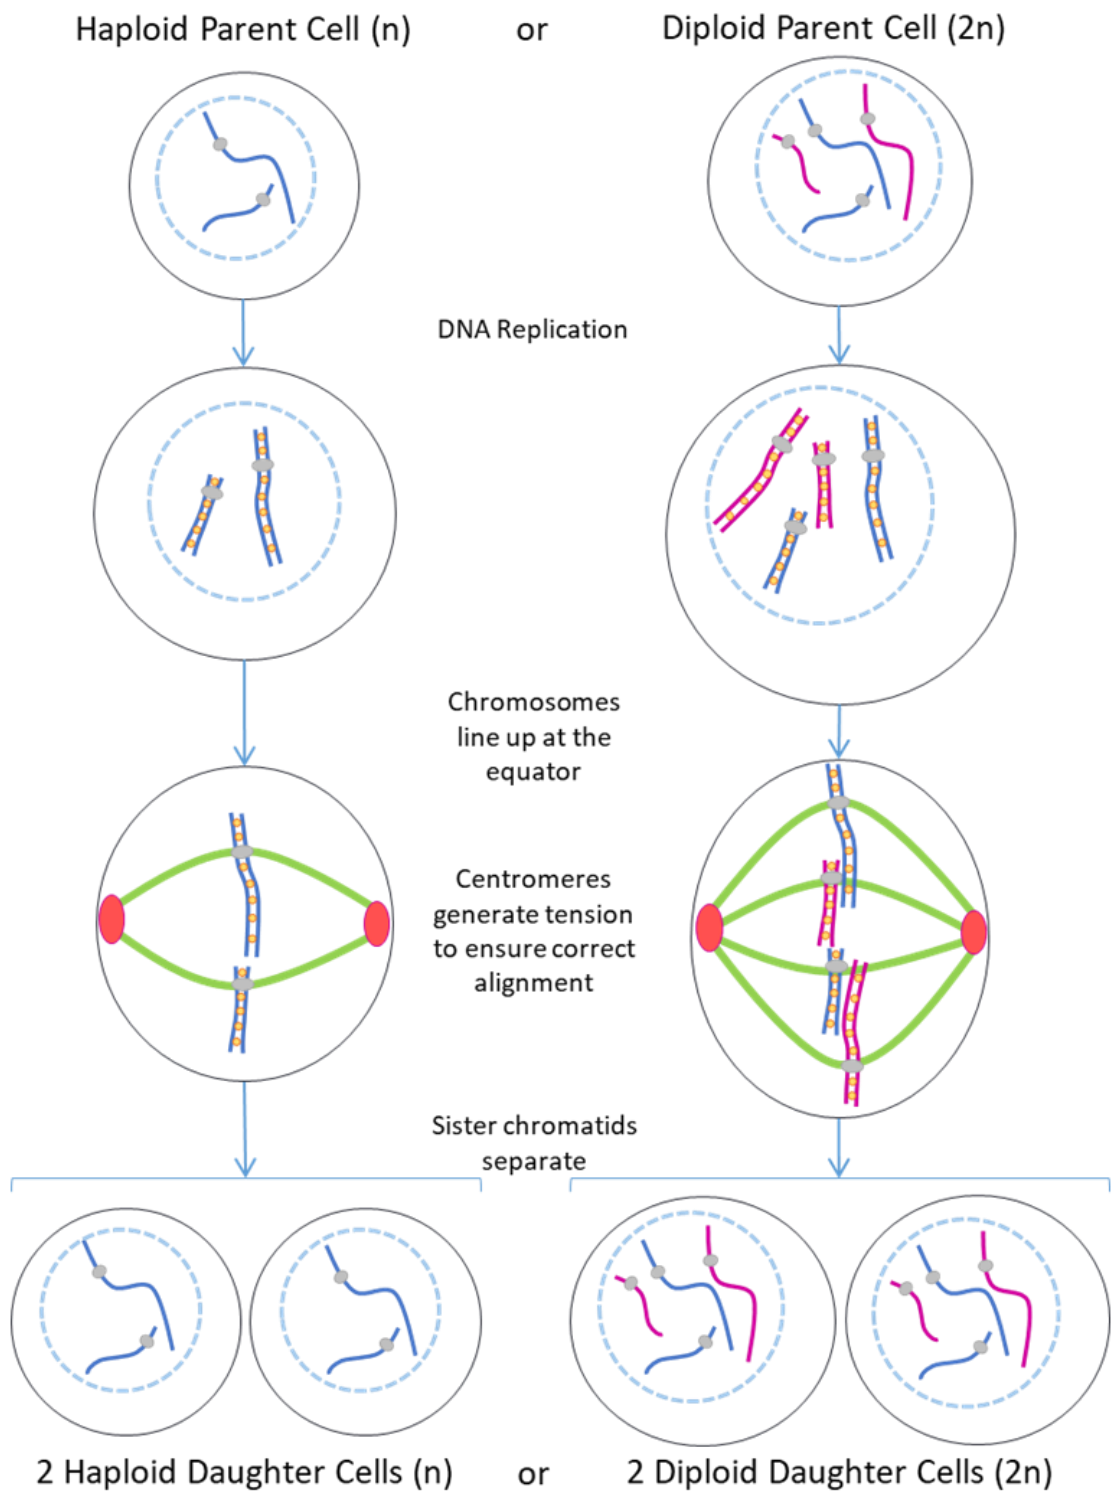 Haploid Parent Cell (n)
or
Diploid Parent Cell (2n)
DNA Replication
Chromosomes
line up at the
equator
Centromeres
generate tension
to ensure correct
alignment
Sister chromatids
separate
2 Haploid Daughter Cells (n)
or
2 Diploid Daughter Cells (2n)